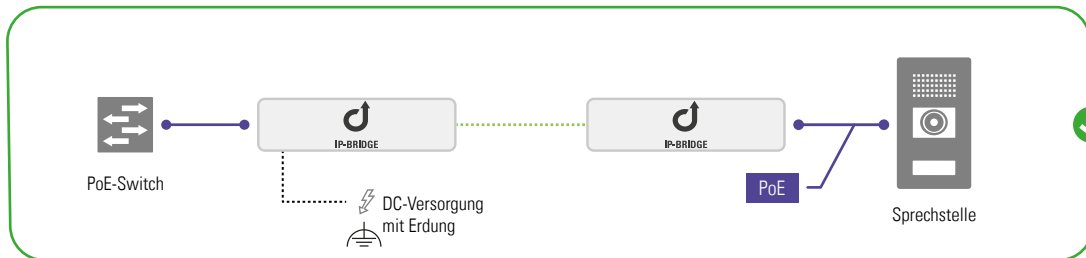 IP-BRIDGE
IP-BRIDGE
PoE-Switch
PoE
DC-Versorgung
mit Erdung
Sprechstelle